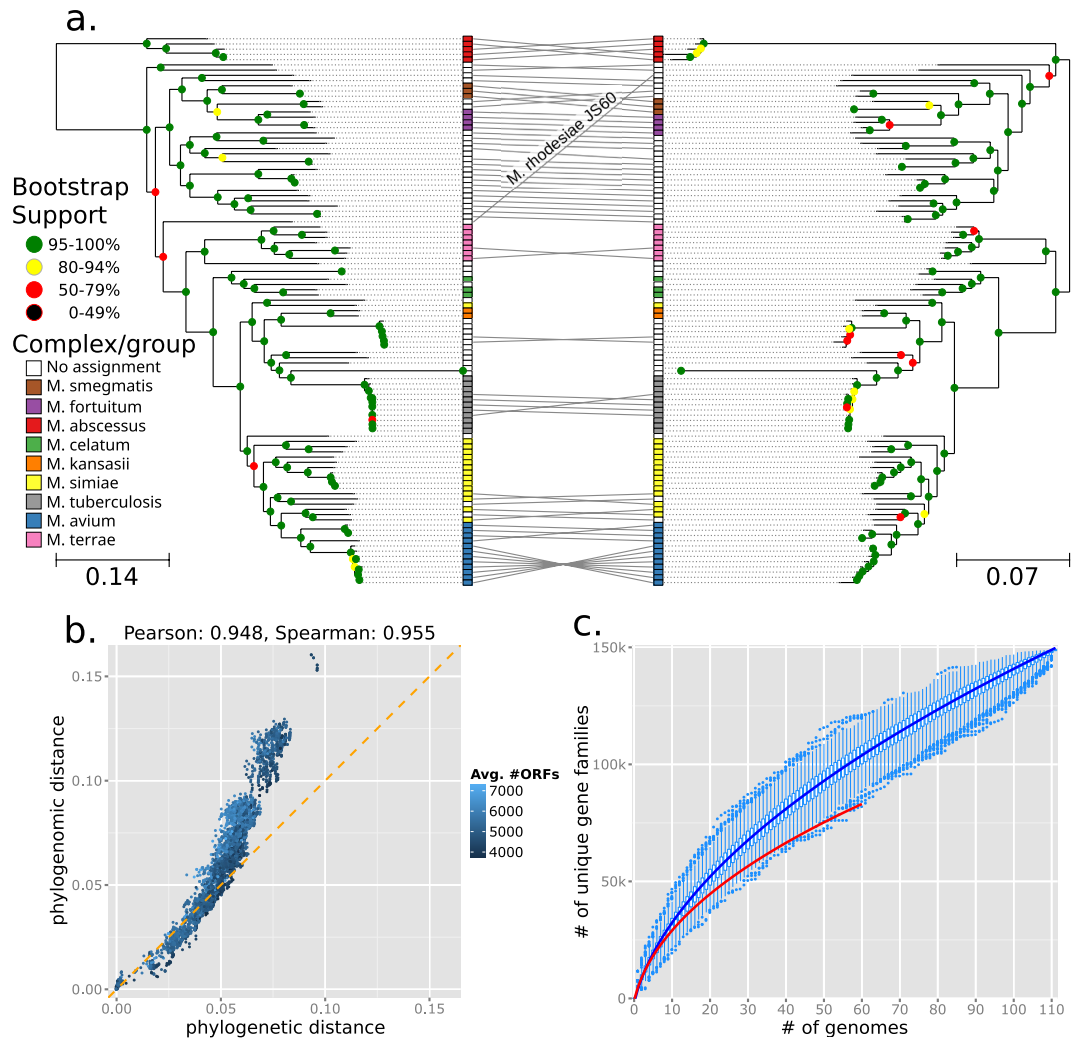 a.
M. rhodesiae JS60
Bootstrap
Support
95-100%
80-94%
50-79%
0-49%
Complex/group
No assignment
M. smegmatis
M. fortuitum
M. abscessus
M. celatum
M. kansasii
M. simiae
M. tuberculosis
M. avium
M. terrae
0.14
0.07
b.
Pearson: 0.948, Spearman: 0.955
phylogenomic distance
0.15
0.10
0.05
0.00
0.00 0.05 0.10 0.15
phylogenetic distance
Avg. #ORFs
7000
6000
5000
4000
c.
# of unique gene families
150k
100k
50k
0
0 10 20 30 40 50 60 70 80 90 100 110
# of genomes